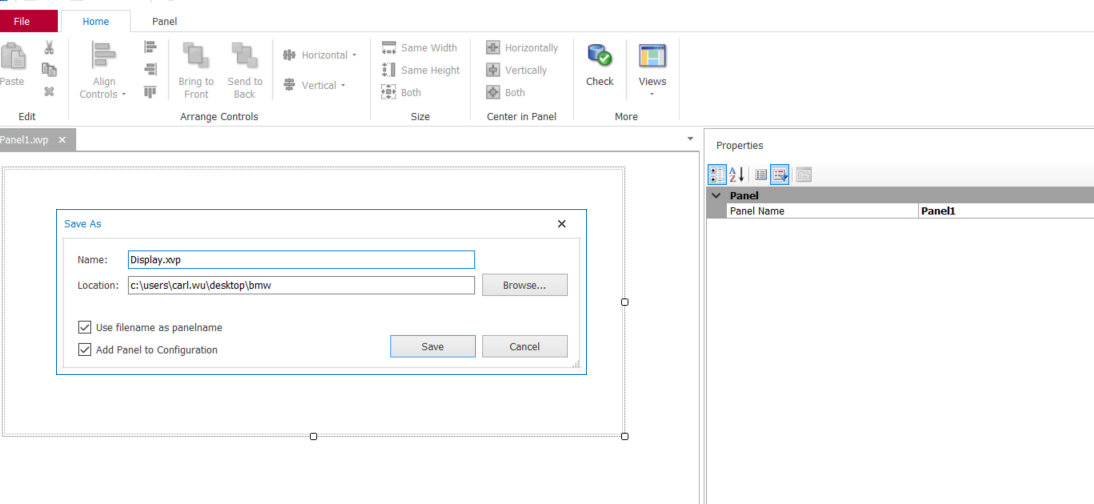 File Home Panel
Paste
Align Controls
Bring to Front
Send to Back
Horizontal
Vertical
Same Width
Same Height
Both
Horizontally
Vertically
Both
Check
Views
Edit Arrange Controls Size Center in Panel More
Panel1.xvp
Properties
A
Z
Panel
Panel Name Panel1
Save As
Name: Display.xvp
Location: c:\users\carl.wu\desktop\bmw Browse...
Use filename as panelname
Add Panel to Configuration
Save Cancel